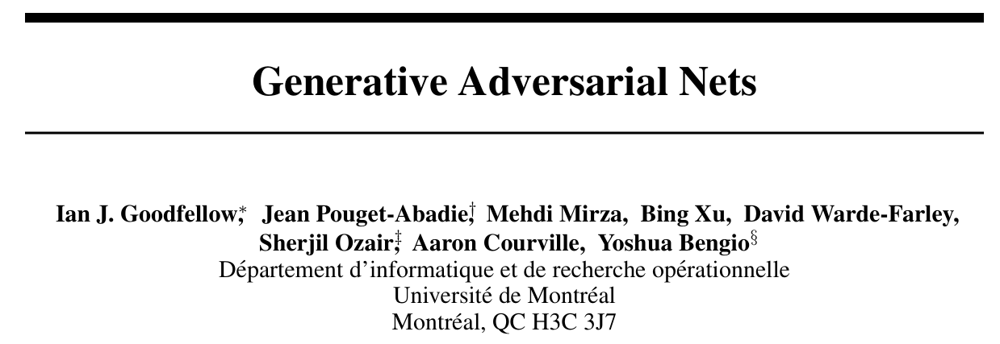 Generative Adversarial Nets
Ian J. Goodfellow,* Jean Pouget-Abadie,† Mehdi Mirza, Bing Xu, David Warde-Farley,
Sherjil Ozair,‡ Aaron Courville, Yoshua Bengio§
Département d’informatique et de recherche opérationnelle
Université de Montréal
Montréal, QC H3C 3J7